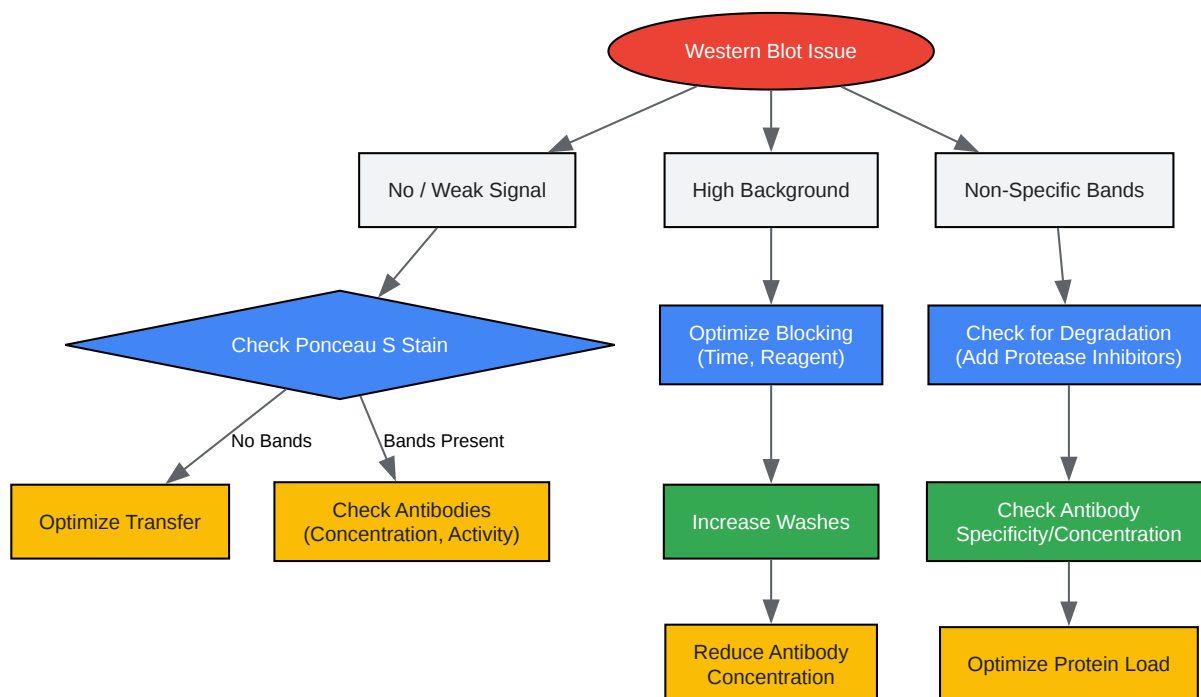 Western Blot Issue
No / Weak Signal
High Background
Non-Specific Bands
Check Ponceau S Stain
Optimize Blocking
(Time, Reagent)
Check for Degradation
(Add Protease Inhibitors)
No Bands
Bands Present
Optimize Transfer
Check Antibodies
(Concentration, Activity)
Increase Washes
Check Antibody
Specificity/Concentration
Reduce Antibody
Concentration
Optimize Protein Load